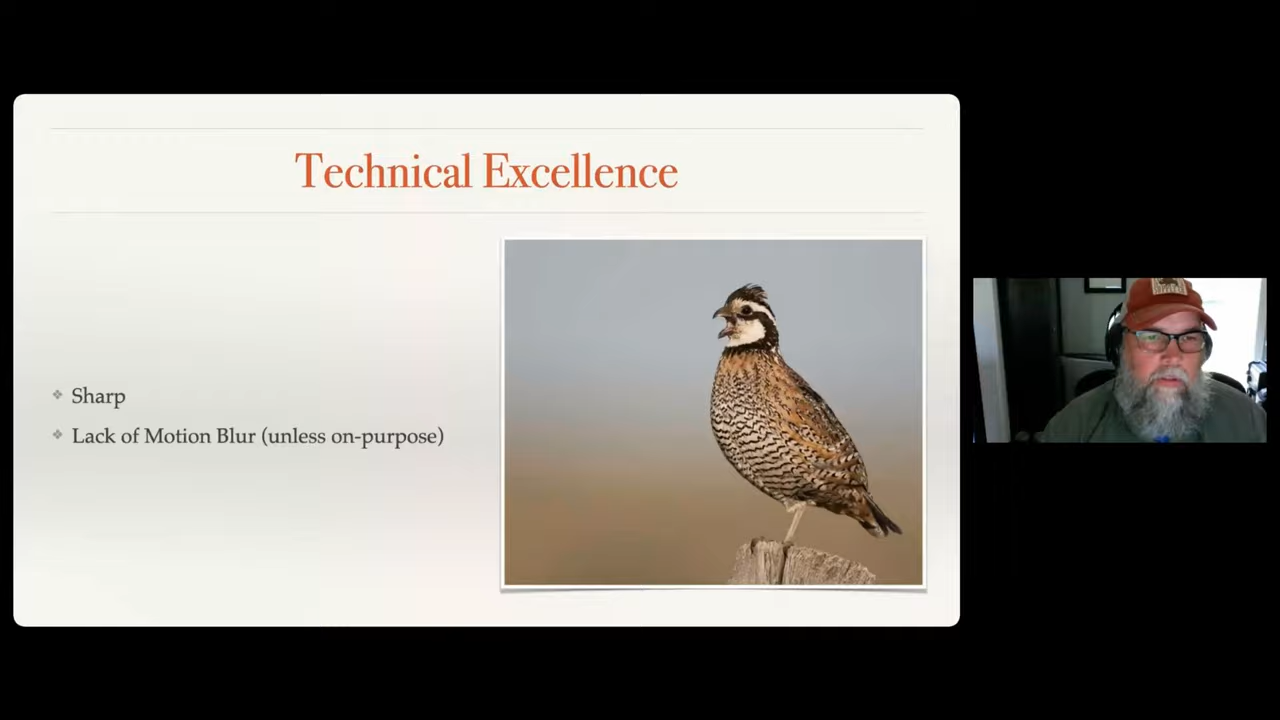 Technical Excellence
Sharp
Lack of Motion Blur (unless on-purpose)